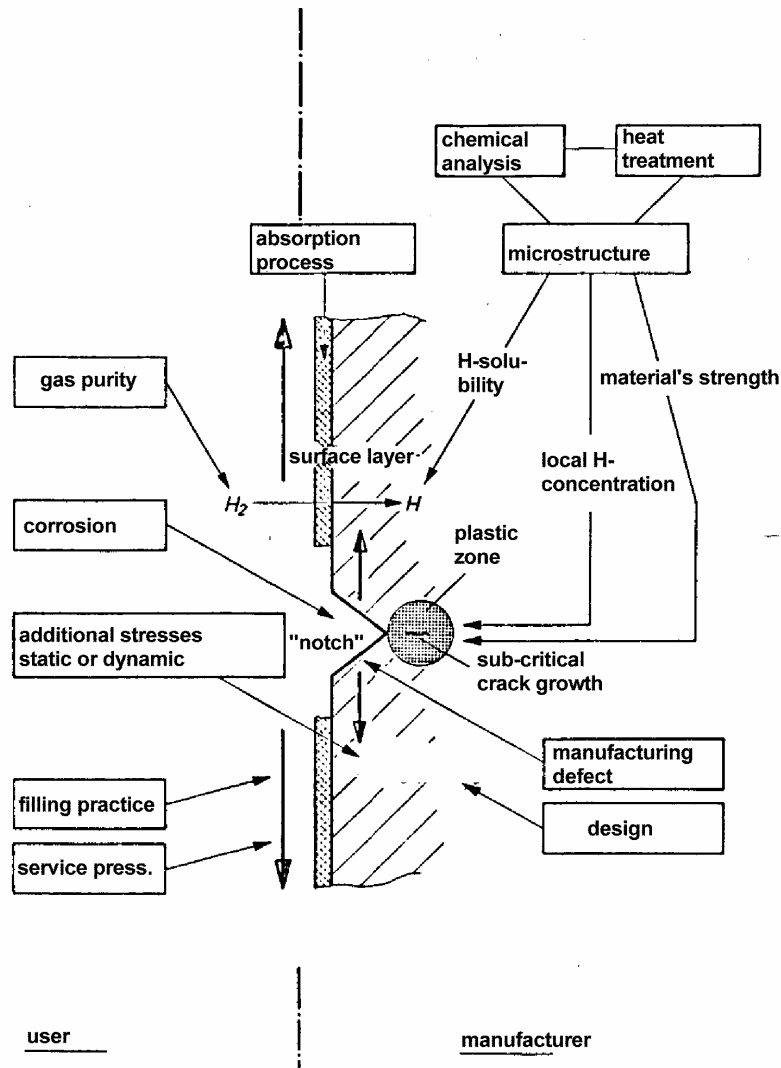 chemical
analysis
heat
treatment
absorption
process
microstructure
gas purity
H-solu-
bility
material's strength
surface layer
local H-
concentration
H₂
H
corrosion
plastic
zone
additional stresses
static or dynamic
"notch"
sub-critical
crack growth
manufacturing
defect
filling practice
design
service press.
user
manufacturer